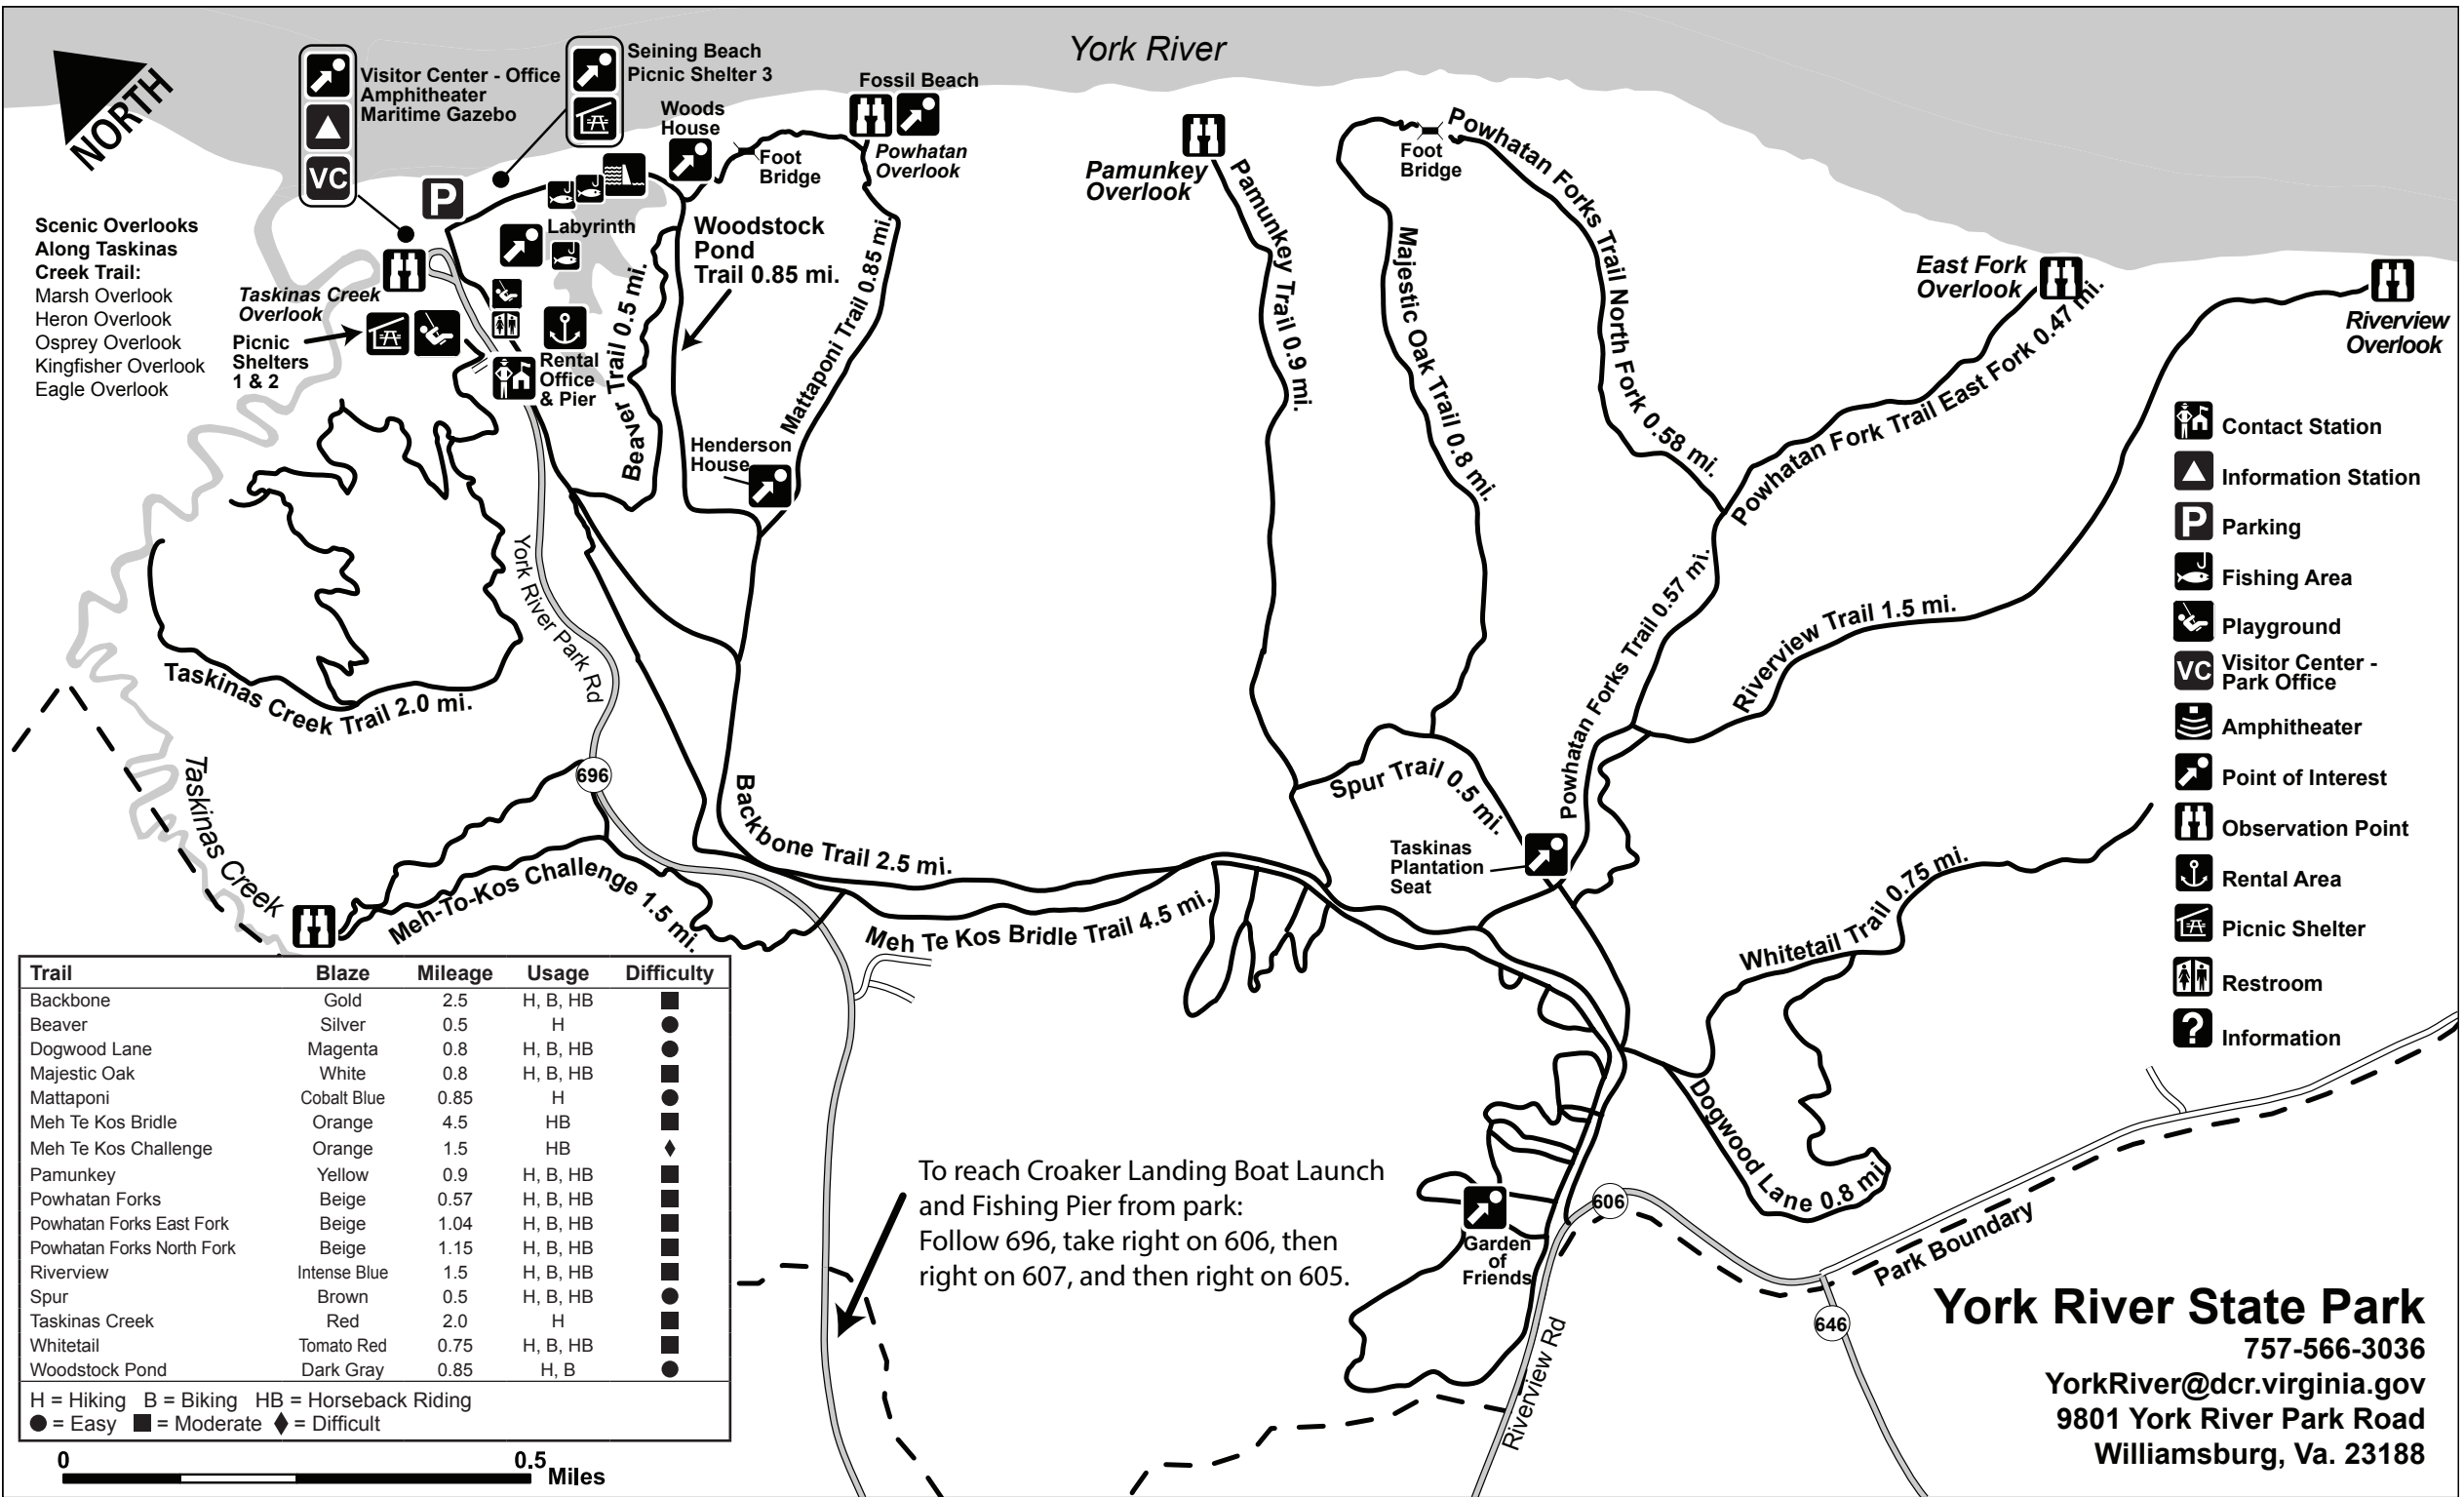 York River
NORTH
Visitor Center - Office
Amphitheater
Maritime Gazebo
VC
P
Seining Beach
Picnic Shelter 3
Woods
House
Foot
Bridge
Fossil Beach
Powhatan
Overlook
Labyrinth
Woodstock
Pond
Trail 0.85 mi.
Beaver Trail 0.5 mi.
Mattaponi Trail 0.85 mi.
Henderson
House
Scenic Overlooks
Along Taskinas
Creek Trail:
Marsh Overlook
Heron Overlook
Osprey Overlook
Kingfisher Overlook
Eagle Overlook
Taskinas Creek
Overlook
Picnic
Shelters
1 & 2
Rental
Office
& Pier
York River Park Rd
Taskinas Creek Trail 2.0 mi.
Taskinas Creek
696
Meh-To-Kos Challenge 1.5 mi.
Backbone Trail 2.5 mi.
Meh Te Kos Bridle Trail 4.5 mi.
Pamunkey
Overlook
Pamunkey Trail 0.9 mi.
Foot
Bridge
Majestic Oak Trail 0.8 mi.
Powhatan Forks Trail North Fork 0.58 mi.
East Fork
Overlook
Powhatan Fork Trail East Fork 0.47 mi.
Riverview
Overlook
Riverview Trail 1.5 mi.
Powhatan Forks Trail 0.57 mi.
Spur Trail 0.5 mi.
Taskinas
Plantation
Seat
Whitetail Trail 0.75 mi.
Dogwood Lane 0.8 mi.
Garden
of
Friends
606
646
Riverview Rd
Park Boundary
Contact Station
Information Station
P Parking
Fishing Area
Playground
VC Visitor Center -
Park Office
Amphitheater
Point of Interest
Observation Point
Rental Area
Picnic Shelter
Restroom
? Information
Trail Blaze Mileage Usage Difficulty
Backbone Gold 2.5 H, B, HB
Beaver Silver 0.5 H
Dogwood Lane Magenta 0.8 H, B, HB
Majestic Oak White 0.8 H, B, HB
Mattaponi Cobalt Blue 0.85 H
Meh Te Kos Bridle Orange 4.5 HB
Meh Te Kos Challenge Orange 1.5 HB
Pamunkey Yellow 0.9 H, B, HB
Powhatan Forks Beige 0.57 H, B, HB
Powhatan Forks East Fork Beige 1.04 H, B, HB
Powhatan Forks North Fork Beige 1.15 H, B, HB
Riverview Intense Blue 1.5 H, B, HB
Spur Brown 0.5 H, B, HB
Taskinas Creek Red 2.0 H
Whitetail Tomato Red 0.75 H, B, HB
Woodstock Pond Dark Gray 0.85 H, B
H = Hiking B = Biking HB = Horseback Riding
● = Easy ■ = Moderate ♦ = Difficult
0 0.5 Miles
To reach Croaker Landing Boat Launch
and Fishing Pier from park:
Follow 696, take right on 606, then
right on 607, and then right on 605.
York River State Park
757-566-3036
YorkRiver@dcr.virginia.gov
9801 York River Park Road
Williamsburg, Va. 23188